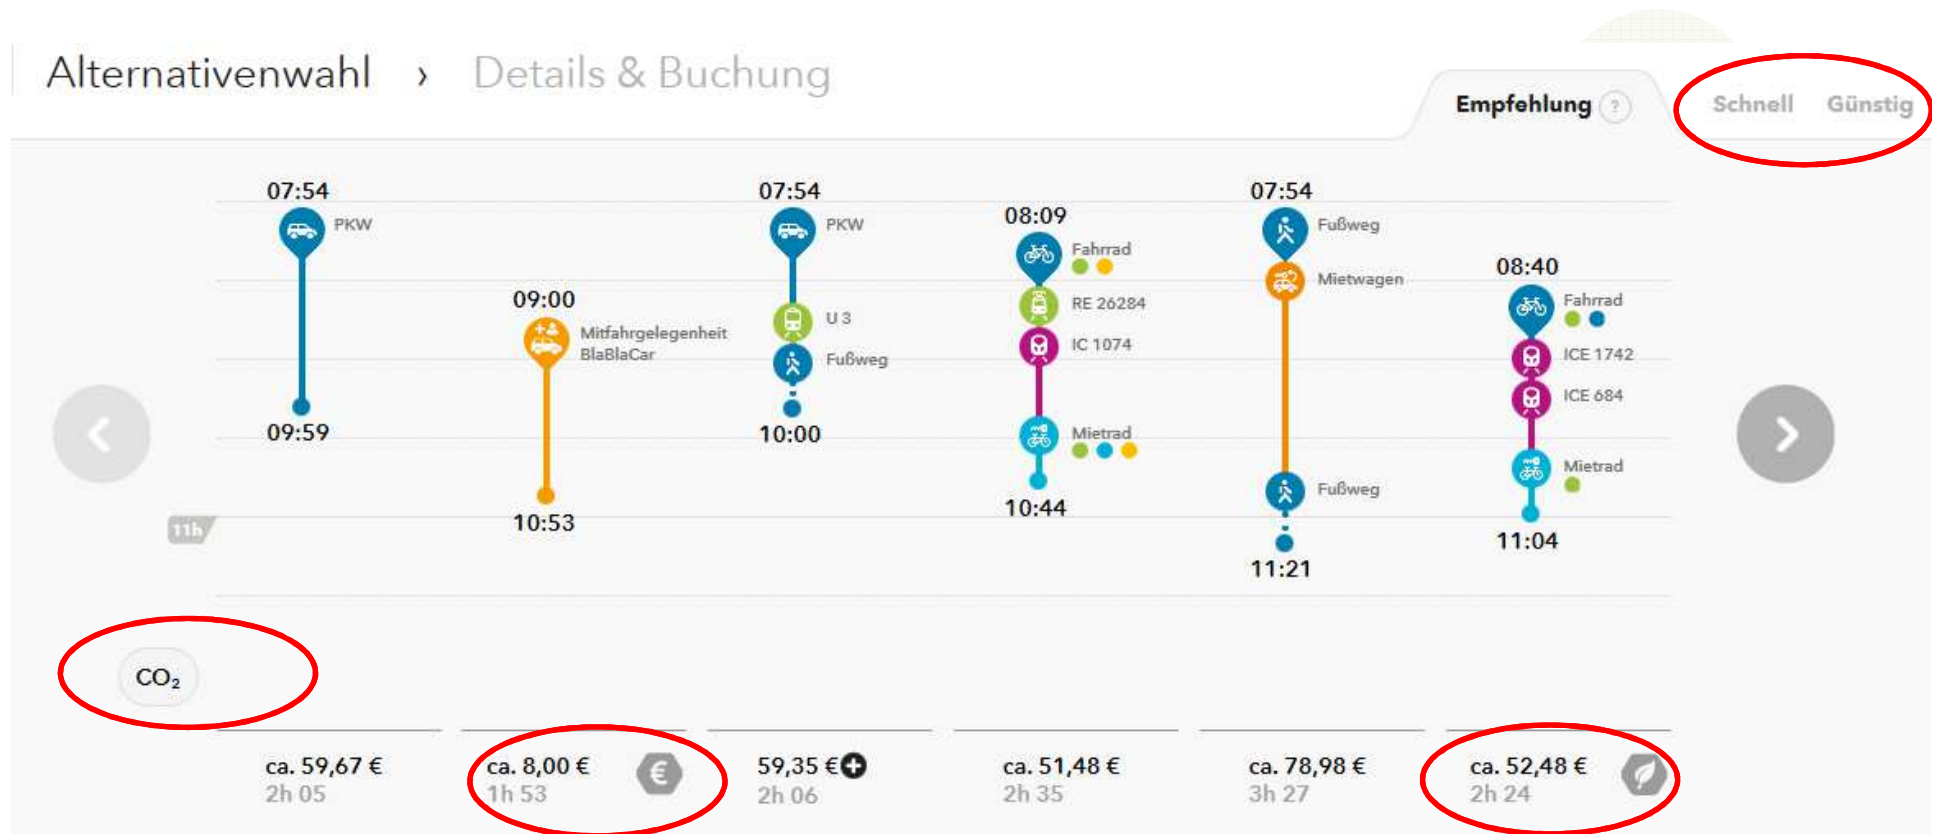 Alternativenwahl › Details & Buchung
Empfehlung ? Schnell Günstig
07:54
PKW
09:59
09:00
Mitfahrgelegenheit
BlaBlaCar
10:53
07:54
PKW
U 3
Fußweg
10:00
08:09
Fahrrad
RE 26284
IC 1074
Mietrad
10:44
07:54
Fußweg
Mietwagen
Fußweg
11:21
08:40
Fahrrad
ICE 1742
ICE 684
Mietrad
11:04
11h
CO₂
ca. 59,67 €
2h 05
ca. 8,00 €
1h 53
€
59,35 €
2h 06
ca. 51,48 €
2h 35
ca. 78,98 €
3h 27
ca. 52,48 €
2h 24